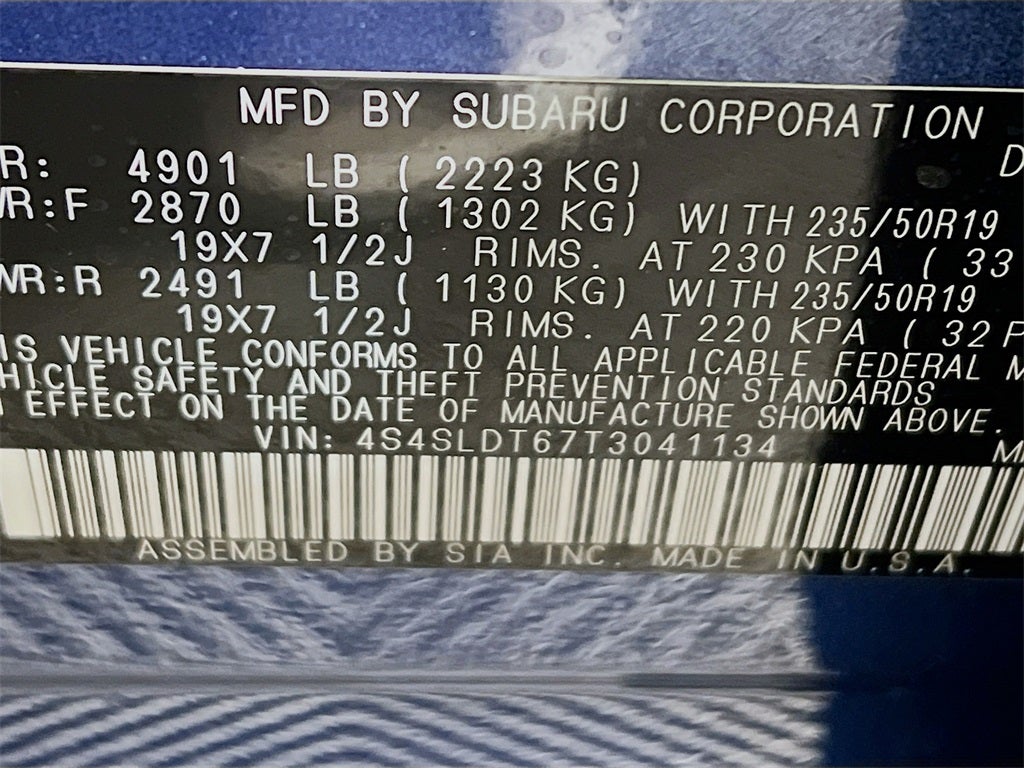 MFD BY SUBARU CORPORATION
R: 4901 LB ( 2223 KG) D
WR:F 2870 LB ( 1302 KG) WITH 235/50R19
19X7 1/2J RIMS. AT 230 KPA ( 33
WR:R 2491 LB ( 1130 KG) WITH 235/50R19
19X7 1/2J RIMS. AT 220 KPA ( 32 P
IS VEHICLE CONFORMS TO ALL APPLICABLE FEDERAL M
HICLE SAFETY AND THEFT PREVENTION STANDARDS
EFFECT ON THE DATE OF MANUFACTURE SHOWN ABOVE.
VIN: 4S4SLDT67T3041134 M
ASSEMBLED BY SIA INC. MADE IN U.S.A.